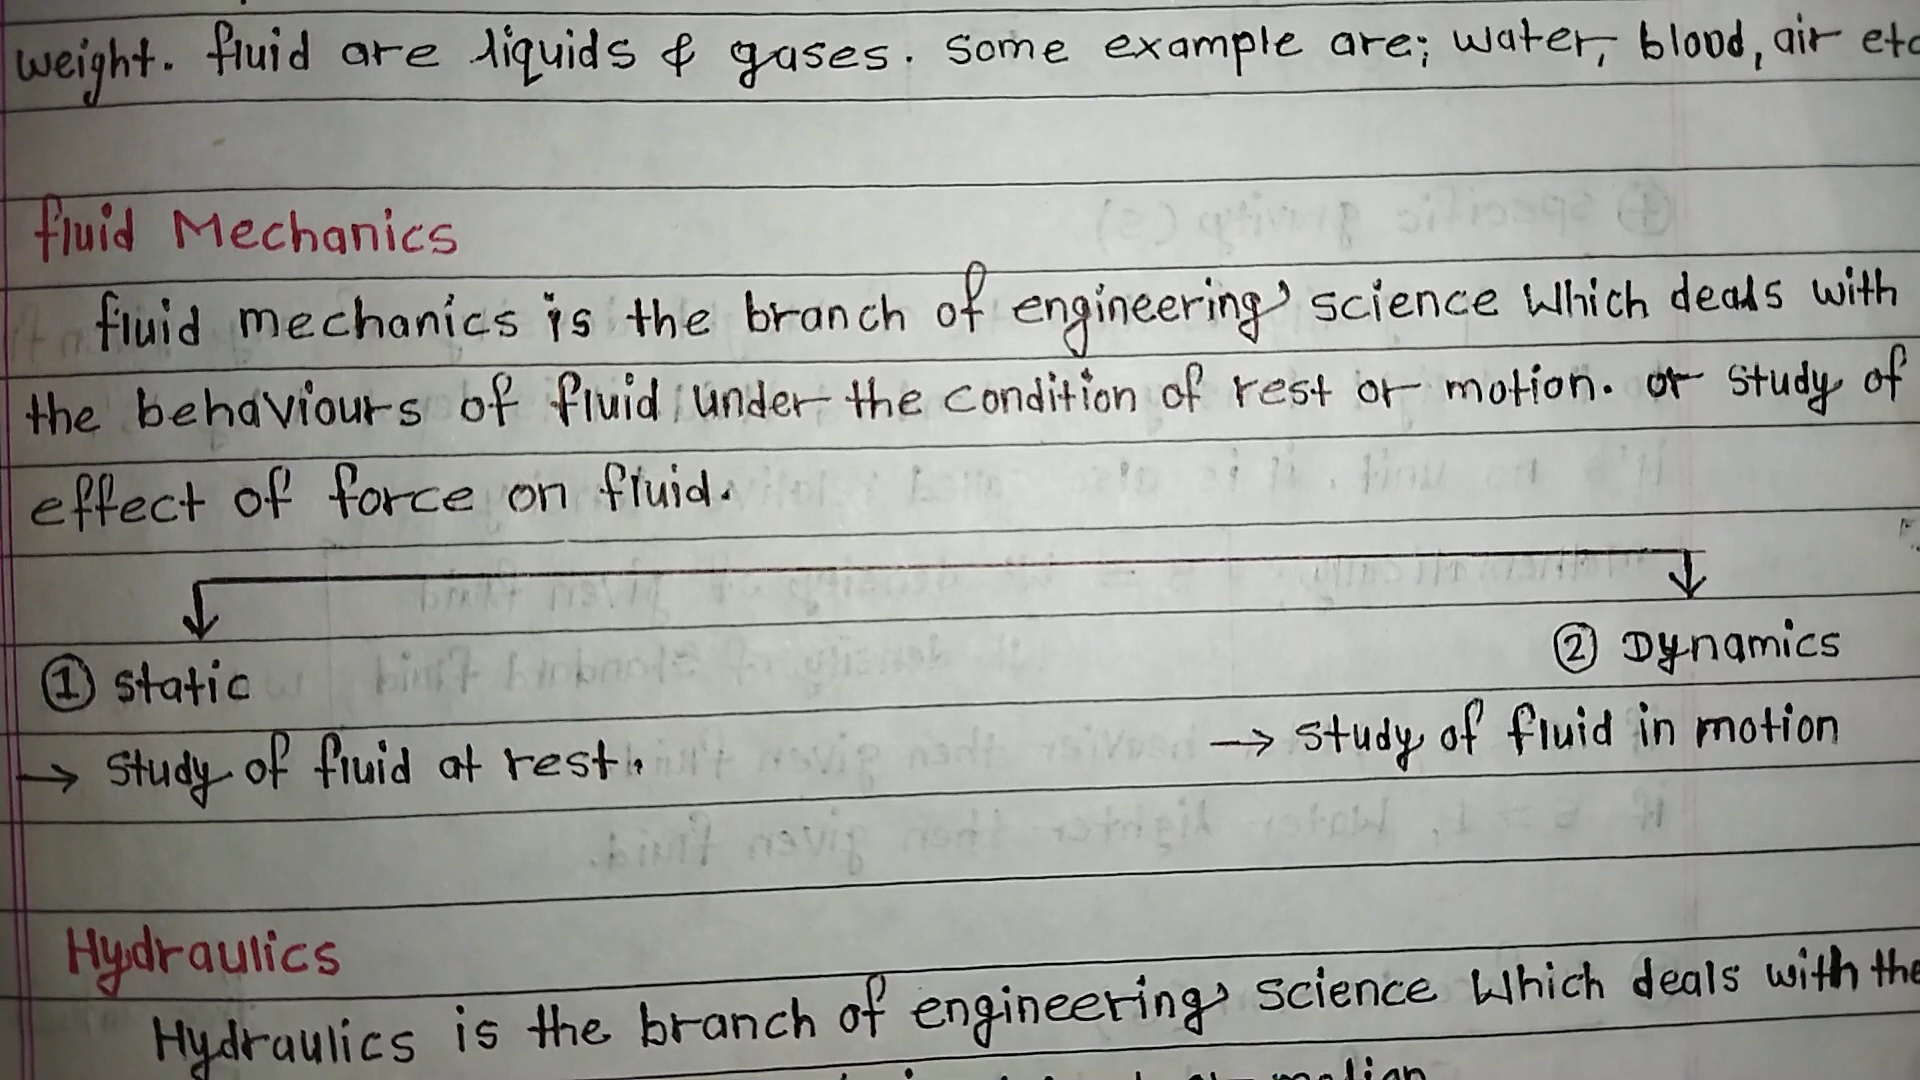 weight. fluid are liquids & gases. Some example are; water, blood, air etc
fluid Mechanics
fluid mechanics is the branch of engineering science Which deals with
the behaviours of fluid under the condition of rest or motion. or study of
effect of force on fluid.
① static
② Dynamics
→ study of fluid at rest.
→ study of fluid in motion
Hydraulics
Hydraulics is the branch of engineering science Which deals with the
motion